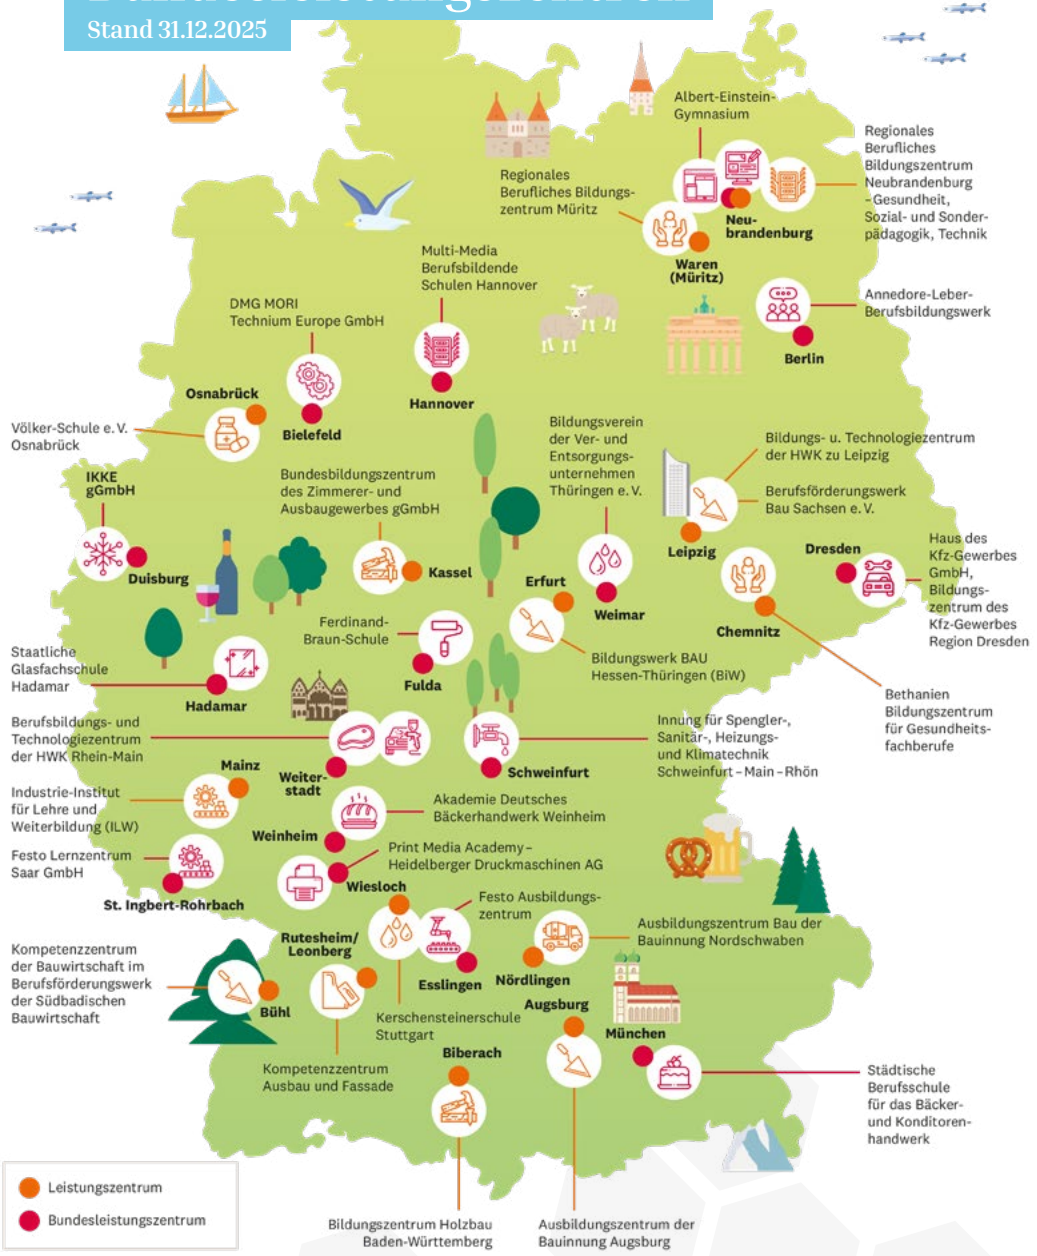 Bundesleistungszentren
Stand 31.12.2025
Albert-Einstein-
Gymnasium
Regionales
Berufliches
Bildungszentrum
Neubrandenburg
– Gesundheit,
Sozial- und Sonder-
pädagogik, Technik
Regionales
Berufliches Bildungs-
zentrum Müritz
Neu-
brandenburg
Waren
(Müritz)
Multi-Media
Berufsbildende
Schulen Hannover
Annedore-Leber-
Berufsbildungswerk
Berlin
DMG MORI
Technium Europe GmbH
Hannover
Osnabrück
Bielefeld
Völker-Schule e. V.
Osnabrück
Bildungsverein
der Ver- und
Entsorgungs-
unternehmen
Thüringen e. V.
Bildungs- u. Technologiezentrum
der HWK zu Leipzig
Berufsförderungswerk
Bau Sachsen e. V.
Leipzig
IKKE
gGmbH
Duisburg
Bundesbildungszentrum
des Zimmerer- und
Ausbaugewerbes gGmbH
Kassel
Erfurt
Weimar
Dresden
Haus des
Kfz-Gewerbes
GmbH,
Bildungs-
zentrum des
Kfz-Gewerbes
Region Dresden
Chemnitz
Ferdinand-
Braun-Schule
Fulda
Bildungswerk BAU
Hessen-Thüringen (BiW)
Staatliche
Glasfachschule
Hadamar
Hadamar
Bethanien
Bildungszentrum
für Gesundheits-
fachberufe
Berufsbildungs- und
Technologiezentrum
der HWK Rhein-Main
Weiter-
stadt
Schweinfurt
Innung für Spengler-,
Sanitär-, Heizungs-
und Klimatechnik
Schweinfurt – Main – Rhön
Mainz
Industrie-Institut
für Lehre und
Weiterbildung (ILW)
Akademie Deutsches
Bäckerhandwerk Weinheim
Weinheim
Festo Lernzentrum
Saar GmbH
St. Ingbert-Rohrbach
Print Media Academy –
Heidelberger Druckmaschinen AG
Wiesloch
Festo Ausbildungs-
zentrum
Rutesheim/
Leonberg
Esslingen
Nördlingen
Ausbildungszentrum Bau der
Bauinnung Nordschwaben
Kompetenzzentrum
der Bauwirtschaft im
Berufsförderungswerk
der Südbadischen
Bauwirtschaft
Bühl
Kerschensteinerschule
Stuttgart
Augsburg
München
Kompetenzzentrum
Ausbau und Fassade
Biberach
Städtische
Berufsschule
für das Bäcker-
und Konditoren-
handwerk
Leistungszentrum
Bundesleistungszentrum
Bildungszentrum Holzbau
Baden-Württemberg
Ausbildungszentrum der
Bauinnung Augsburg